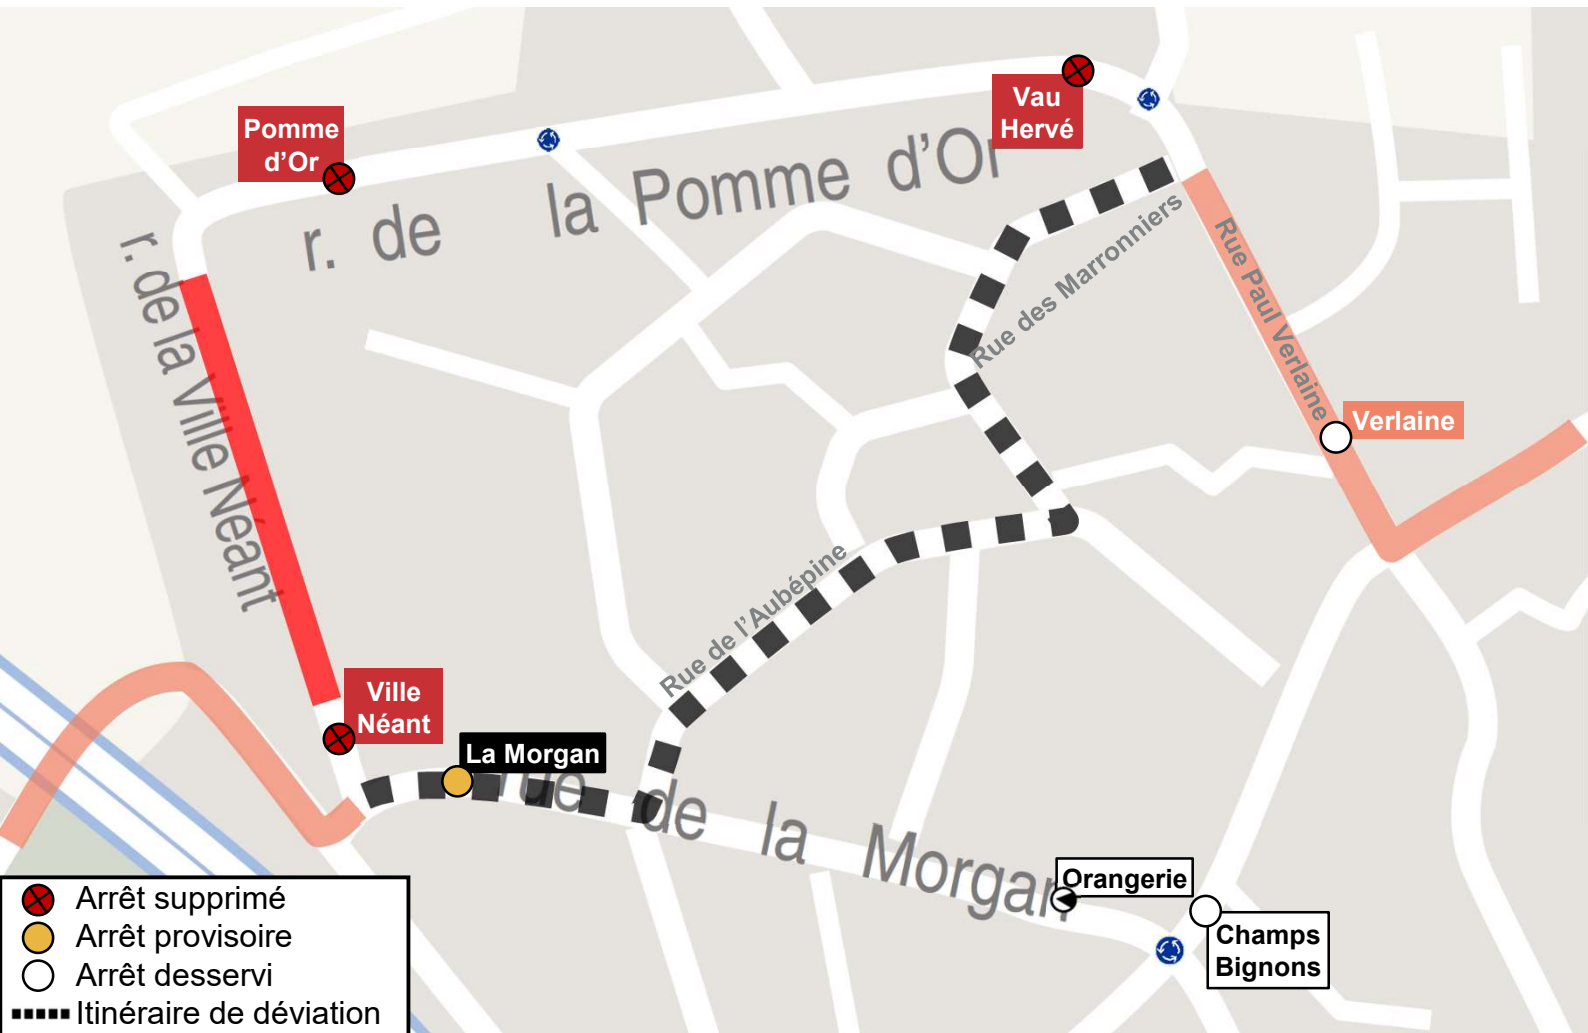 Vau
Hervé
Pomme
d'Or
r. de la Pomme d'Or
r. de la Ville Néant
Rue des Marronniers
Rue Paul Verlaine
Verlaine
Rue de l'Aubépine
Ville
Néant
La Morgan
rue de la Morgan
Orangerie
Champs
Bignons
Arrêt supprimé
Arrêt provisoire
Arrêt desservi
Itinéraire de déviation